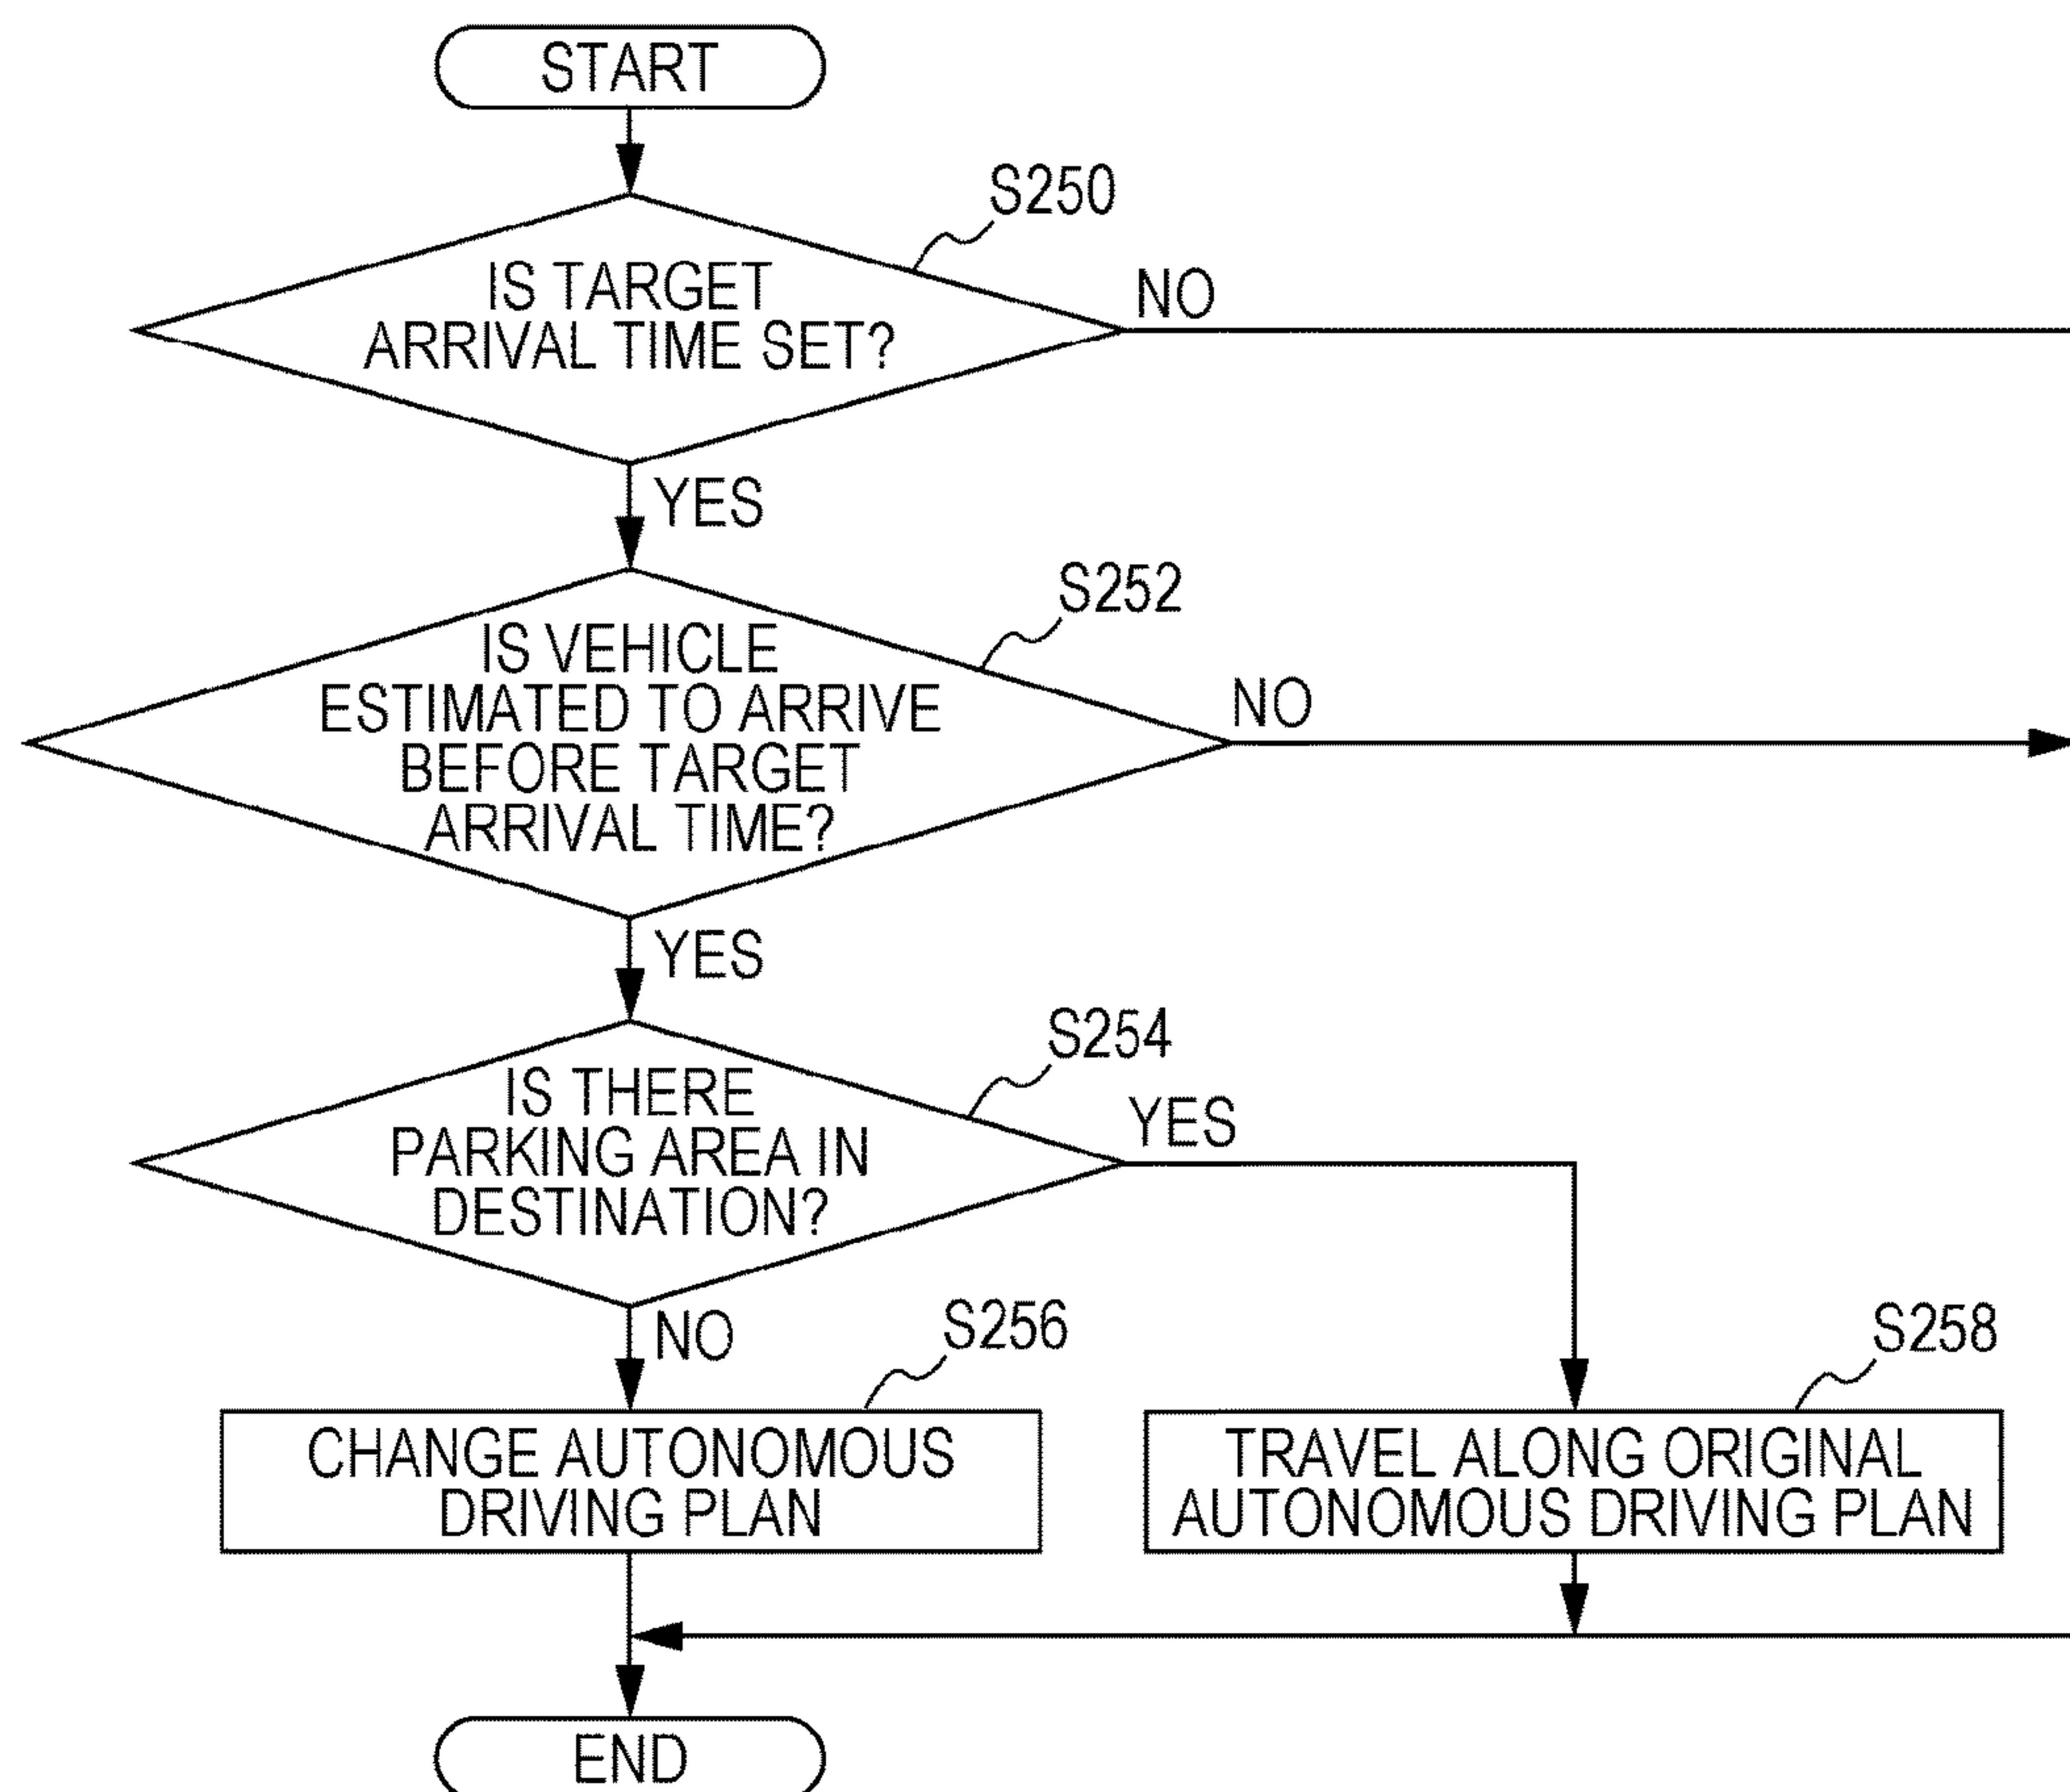 START
S250
IS TARGET
ARRIVAL TIME SET?
NO
YES
S252
IS VEHICLE
ESTIMATED TO ARRIVE
BEFORE TARGET
ARRIVAL TIME?
NO
YES
S254
IS THERE
PARKING AREA IN
DESTINATION?
YES
NO
S256
CHANGE AUTONOMOUS
DRIVING PLAN
S258
TRAVEL ALONG ORIGINAL
AUTONOMOUS DRIVING PLAN
END